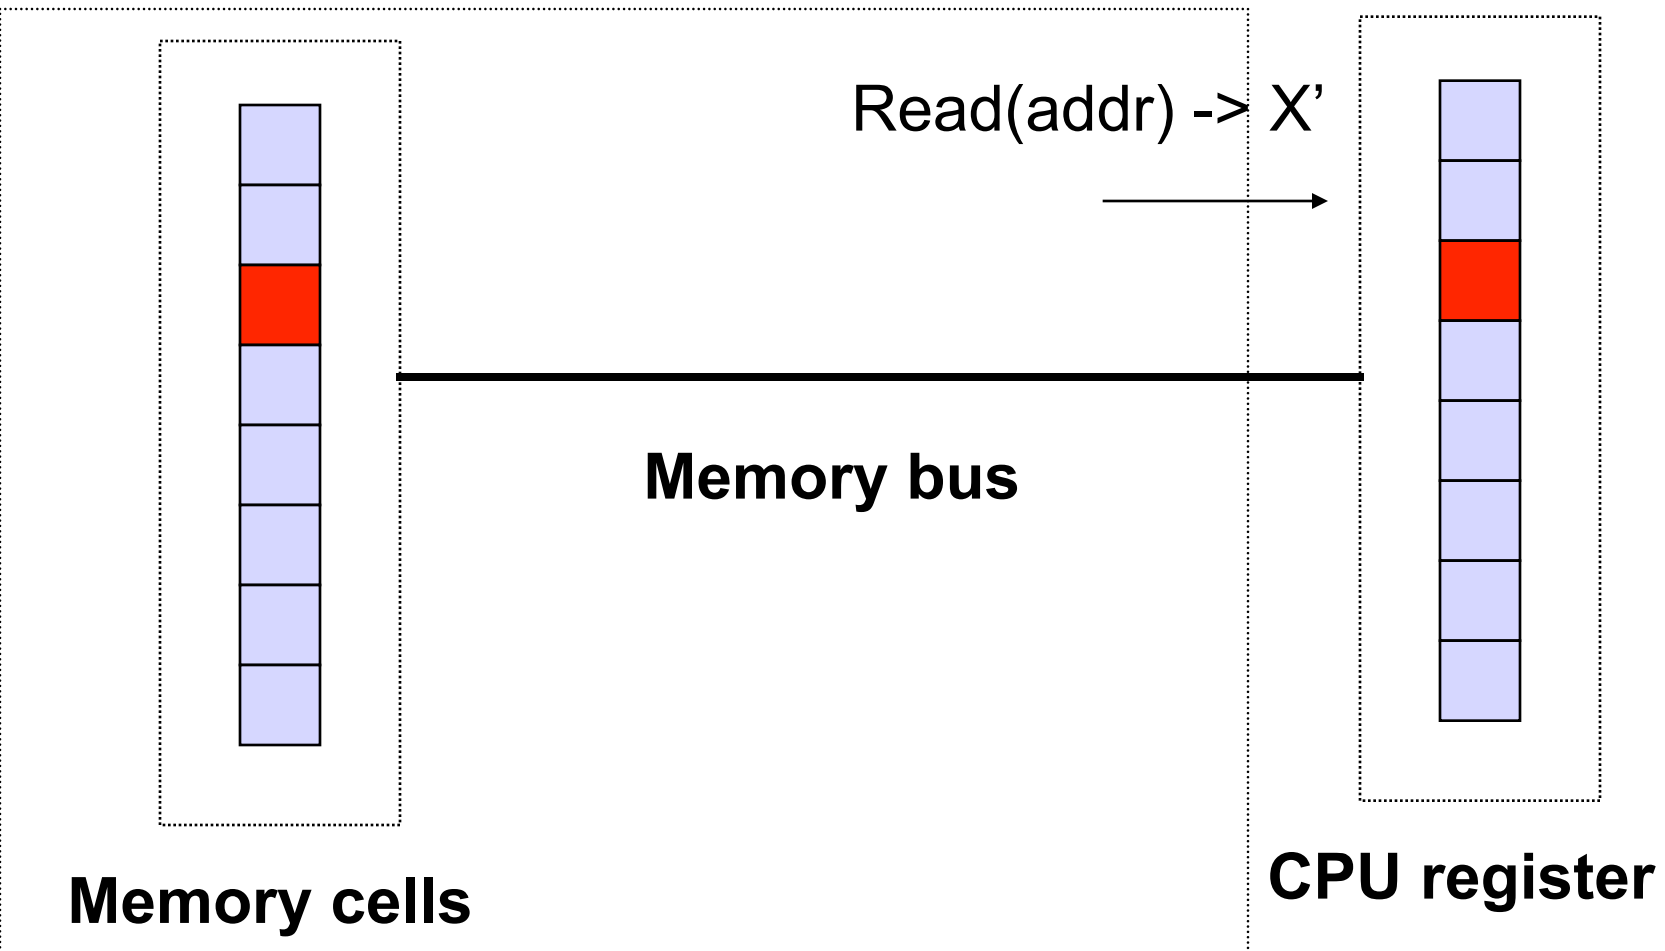 Read(addr) -> X’
Memory bus
CPU register
Memory cells